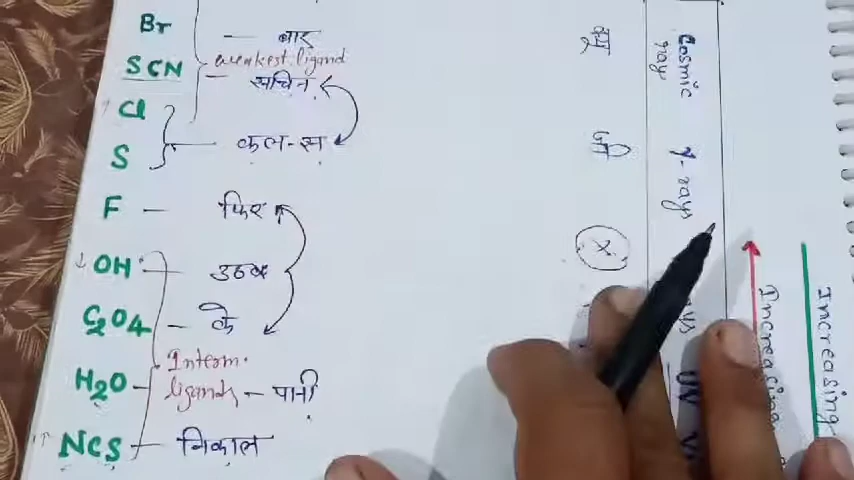 Br — बार
weakest ligand
SCN — सचिन
Cl
S — कल-स
F — फिर
↓ OH — उठकर
C2O4 — के
Interm.
ligands
H2O — पानी
↑ NCS — निकाल
Cosmic
ray
γ-rays
जी
X
UV
Increasing
Increasing